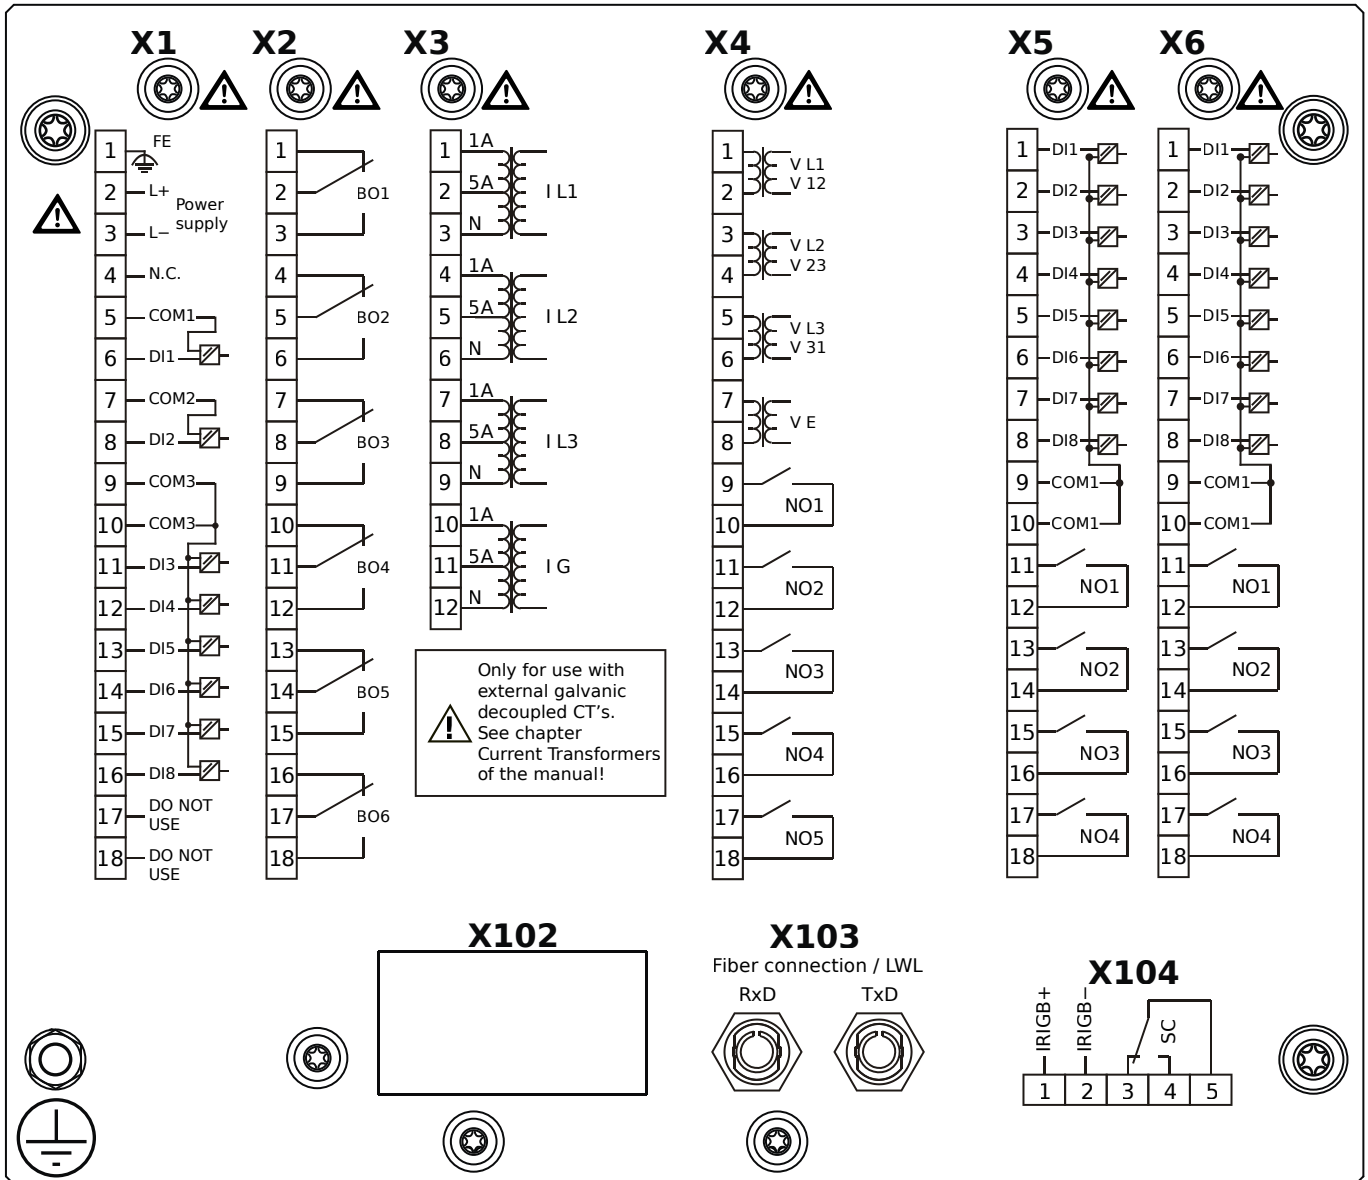 X1
X2
X3
X4
X5
X6
1 FE
2 L+
Power
supply
3 L−
4 N.C.
5 COM1
6 DI1
7 COM2
8 DI2
9 COM3
10 COM3
11 DI3
12 DI4
13 DI5
14 DI6
15 DI7
16 DI8
17 DO NOT
USE
18 DO NOT
USE
1
2 BO1
3
4
5 BO2
6
7
8 BO3
9
10
11 BO4
12
13
14 BO5
15
16
17 BO6
18
1 1A
2 5A I L1
3 N
4 1A
5 5A I L2
6 N
7 1A
8 5A I L3
9 N
10 1A
11 5A I G
12 N
Only for use with
external galvanic
decoupled CT's.
See chapter
Current Transformers
of the manual!
1 V L1
2 V 12
3 V L2
4 V 23
5 V L3
6 V 31
7
V E
8
9
NO1
10
11
NO2
12
13
NO3
14
15
NO4
16
17
NO5
18
1 DI1
2 DI2
3 DI3
4 DI4
5 DI5
6 DI6
7 DI7
8 DI8
9 COM1
10 COM1
11
NO1
12
13
NO2
14
15
NO3
16
17
NO4
18
1 DI1
2 DI2
3 DI3
4 DI4
5 DI5
6 DI6
7 DI7
8 DI8
9 COM1
10 COM1
11
NO1
12
13
NO2
14
15
NO3
16
17
NO4
18
X102
X103
Fiber connection / LWL
RxD TxD
X104
IRIGB+
IRIGB−
SC
1 2 3 4 5